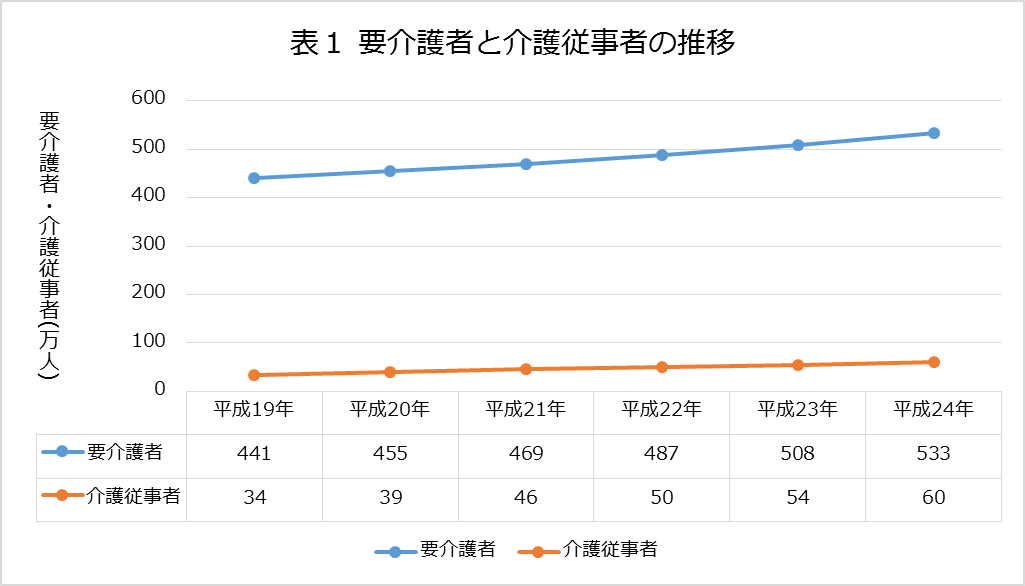 表１ 要介護者と介護従事者の推移
要介護者・介護従事者(万人)
600
500
400
300
200
100
0
平成19年 平成20年 平成21年 平成22年 平成23年 平成24年
要介護者 441 455 469 487 508 533
介護従事者 34 39 46 50 54 60
要介護者 介護従事者